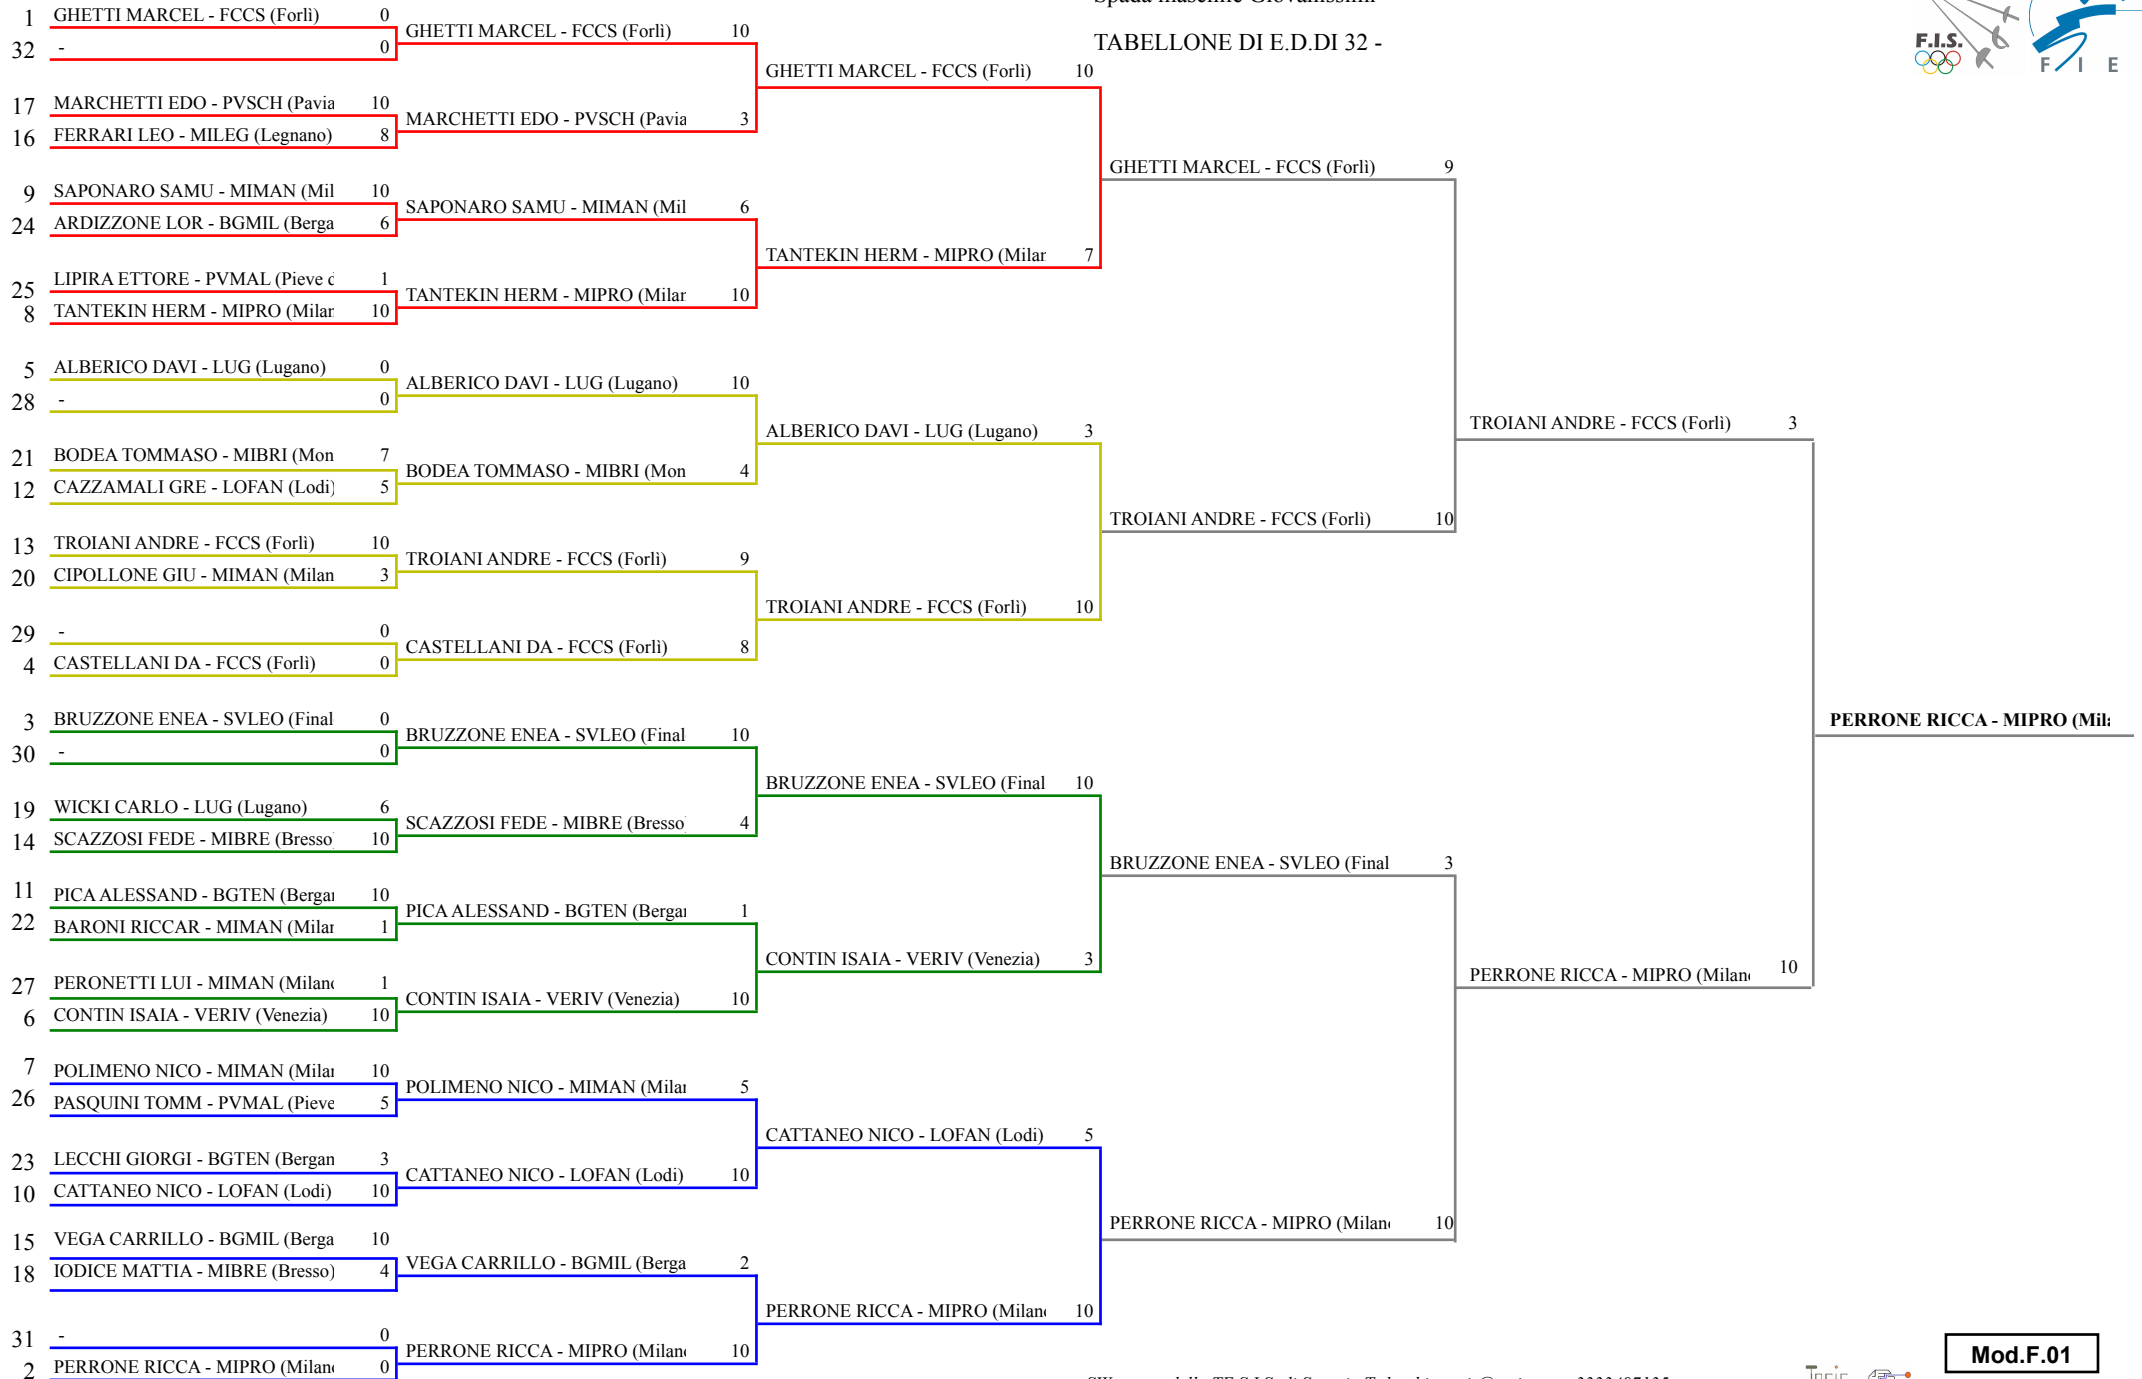 TABELLONE DI E.D.DI 32 -
F.I.S.
F I E
1 GHETTI MARCEL - FCCS (Forlì) 0
32 - 0
17 MARCHETTI EDO - PVSCH (Pavia 10
16 FERRARI LEO - MILEG (Legnano) 8
9 SAPONARO SAMU - MIMAN (Mil 10
24 ARDIZZONE LOR - BGMIL (Berga 6
25 LIPIRA ETTORE - PVMAL (Pieve d 1
8 TANTEKIN HERM - MIPRO (Milan 10
5 ALBERICO DAVI - LUG (Lugano) 0
28 - 0
21 BODEA TOMMASO - MIBRI (Mon 7
12 CAZZAMALI GRE - LOFAN (Lodi) 5
13 TROIANI ANDRE - FCCS (Forlì) 10
20 CIPOLLONE GIU - MIMAN (Milan 3
29 - 0
4 CASTELLANI DA - FCCS (Forlì) 0
3 BRUZZONE ENEA - SVLEO (Final 0
30 - 0
19 WICKI CARLO - LUG (Lugano) 6
14 SCAZZOSI FEDE - MIBRE (Bresso 10
11 PICA ALESSAND - BGTEN (Bergar 10
22 BARONI RICCAR - MIMAN (Milar 1
27 PERONETTI LUI - MIMAN (Milano 1
6 CONTIN ISAIA - VERIV (Venezia) 10
7 POLIMENO NICO - MIMAN (Milar 10
26 PASQUINI TOMM - PVMAL (Pieve 5
23 LECCHI GIORGI - BGTEN (Bergan 3
10 CATTANEO NICO - LOFAN (Lodi) 10
15 VEGA CARRILLO - BGMIL (Berga 10
18 IODICE MATTIA - MIBRE (Bresso) 4
31 - 0
2 PERRONE RICCA - MIPRO (Milano 0
GHETTI MARCEL - FCCS (Forlì) 10
MARCHETTI EDO - PVSCH (Pavia 3
SAPONARO SAMU - MIMAN (Mil 6
TANTEKIN HERM - MIPRO (Milan 10
ALBERICO DAVI - LUG (Lugano) 10
BODEA TOMMASO - MIBRI (Mon 4
TROIANI ANDRE - FCCS (Forlì) 9
CASTELLANI DA - FCCS (Forlì) 8
BRUZZONE ENEA - SVLEO (Final 10
SCAZZOSI FEDE - MIBRE (Bresso 4
PICA ALESSAND - BGTEN (Bergar 1
CONTIN ISAIA - VERIV (Venezia) 10
POLIMENO NICO - MIMAN (Milar 5
CATTANEO NICO - LOFAN (Lodi) 10
VEGA CARRILLO - BGMIL (Berga 2
PERRONE RICCA - MIPRO (Milano 10
GHETTI MARCEL - FCCS (Forlì) 10
TANTEKIN HERM - MIPRO (Milan 7
ALBERICO DAVI - LUG (Lugano) 3
TROIANI ANDRE - FCCS (Forlì) 10
BRUZZONE ENEA - SVLEO (Final 10
CONTIN ISAIA - VERIV (Venezia) 3
CATTANEO NICO - LOFAN (Lodi) 5
PERRONE RICCA - MIPRO (Milano 10
GHETTI MARCEL - FCCS (Forlì) 9
TROIANI ANDRE - FCCS (Forlì) 10
BRUZZONE ENEA - SVLEO (Final 3
PERRONE RICCA - MIPRO (Milano 10
TROIANI ANDRE - FCCS (Forlì) 3
PERRONE RICCA - MIPRO (Milano 10
PERRONE RICCA - MIPRO (Mila
Mod.F.01